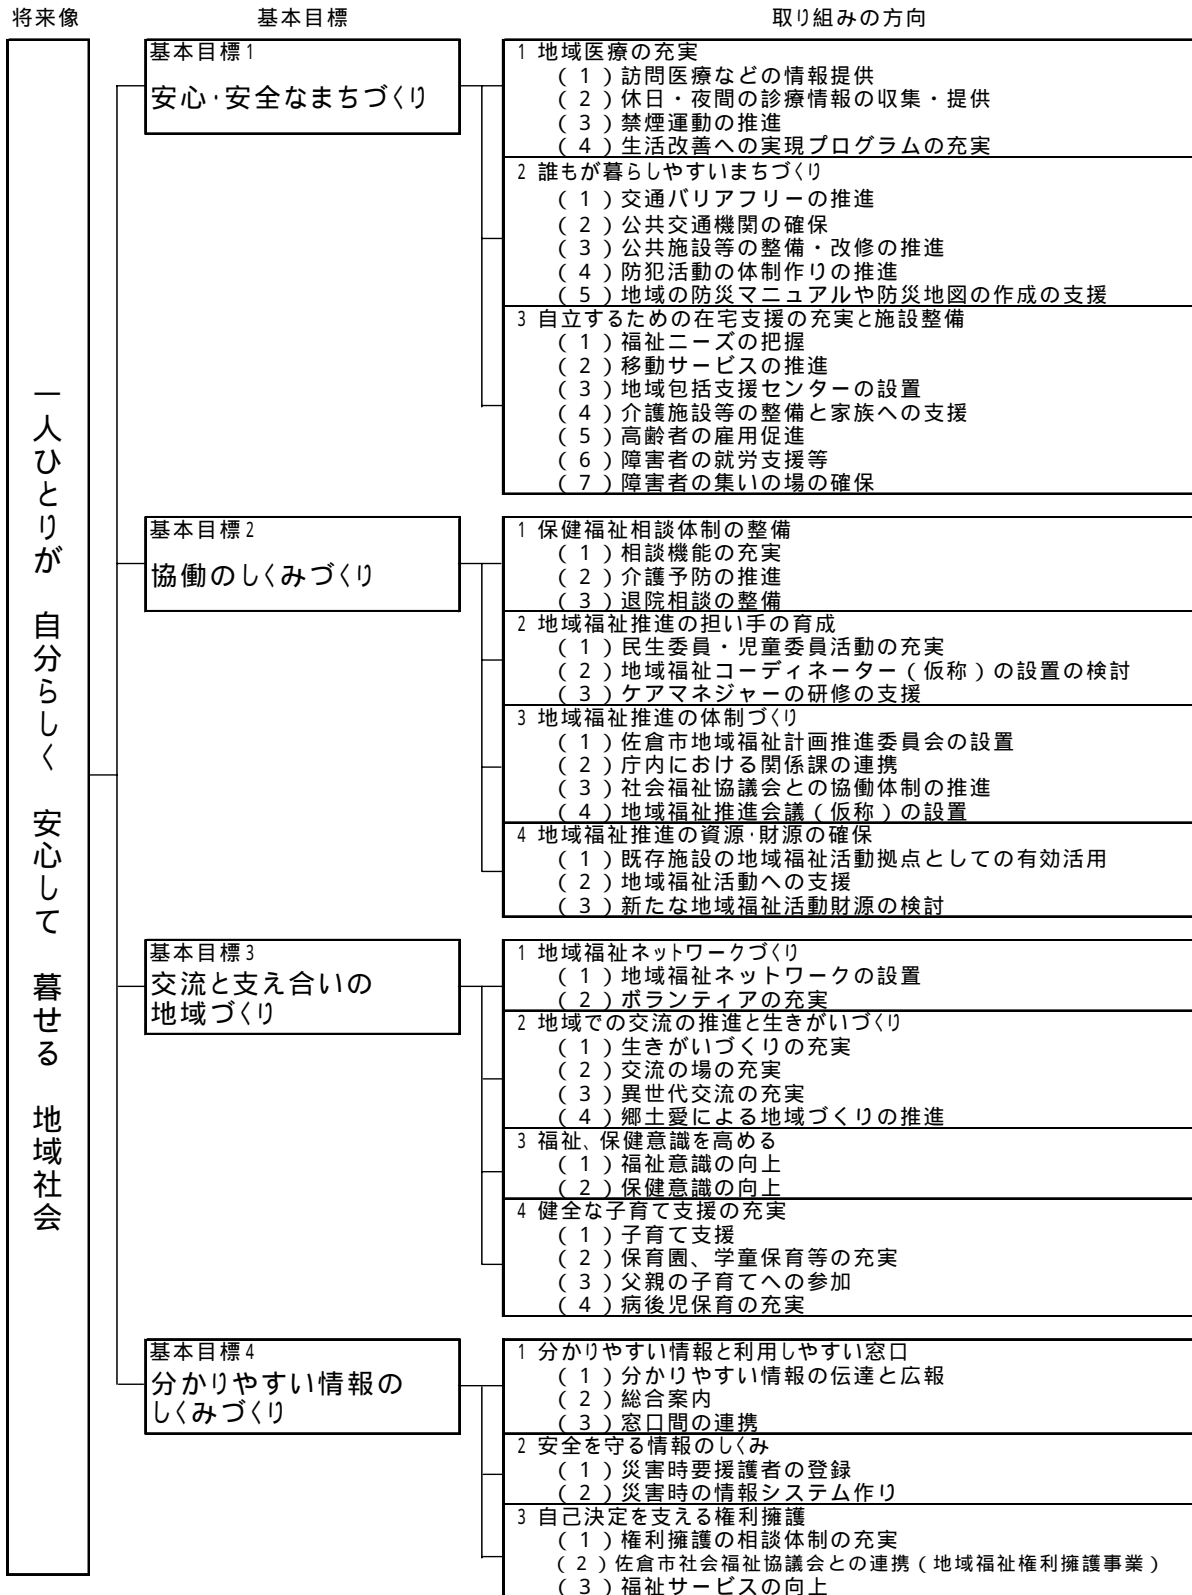 将来像
基本目標
取り組みの方向
一人ひとりが 自分らしく 安心して 暮せる 地域社会
基本目標1
安心・安全なまちづくり
1 地域医療の充実
(1)訪問医療などの情報提供
(2)休日・夜間の診療情報の収集・提供
(3)禁煙運動の推進
(4)生活改善への実現プログラムの充実
2 誰もが暮らしやすいまちづくり
(1)交通バリアフリーの推進
(2)公共交通機関の確保
(3)公共施設等の整備・改修の推進
(4)防犯活動の体制作りの推進
(5)地域の防災マニュアルや防災地図の作成の支援
3 自立するための在宅支援の充実と施設整備
(1)福祉ニーズの把握
(2)移動サービスの推進
(3)地域包括支援センターの設置
(4)介護施設等の整備と家族への支援
(5)高齢者の雇用促進
(6)障害者の就労支援等
(7)障害者の集いの場の確保
基本目標2
協働のしくみづくり
1 保健福祉相談体制の整備
(1)相談機能の充実
(2)介護予防の推進
(3)退院相談の整備
2 地域福祉推進の担い手の育成
(1)民生委員・児童委員活動の充実
(2)地域福祉コーディネーター(仮称)の設置の検討
(3)ケアマネジャーの研修の支援
3 地域福祉推進の体制づくり
(1)佐倉市地域福祉計画推進委員会の設置
(2)庁内における関係課の連携
(3)社会福祉協議会との協働体制の推進
(4)地域福祉推進会議(仮称)の設置
4 地域福祉推進の資源・財源の確保
(1)既存施設の地域福祉活動拠点としての有効活用
(2)地域福祉活動への支援
(3)新たな地域福祉活動財源の検討
基本目標3
交流と支え合いの
地域づくり
1 地域福祉ネットワークづくり
(1)地域福祉ネットワークの設置
(2)ボランティアの充実
2 地域での交流の推進と生きがいづくり
(1)生きがいづくりの充実
(2)交流の場の充実
(3)異世代交流の充実
(4)郷土愛による地域づくりの推進
3 福祉、保健意識を高める
(1)福祉意識の向上
(2)保健意識の向上
4 健全な子育て支援の充実
(1)子育て支援
(2)保育園、学童保育等の充実
(3)父親の子育てへの参加
(4)病後児保育の充実
基本目標4
分かりやすい情報の
しくみづくり
1 分かりやすい情報と利用しやすい窓口
(1)分かりやすい情報の伝達と広報
(2)総合案内
(3)窓口間の連携
2 安全を守る情報のしくみ
(1)災害時要援護者の登録
(2)災害時の情報システム作り
3 自己決定を支える権利擁護
(1)権利擁護の相談体制の充実
(2)佐倉市社会福祉協議会との連携(地域福祉権利擁護事業)
(3)福祉サービスの向上